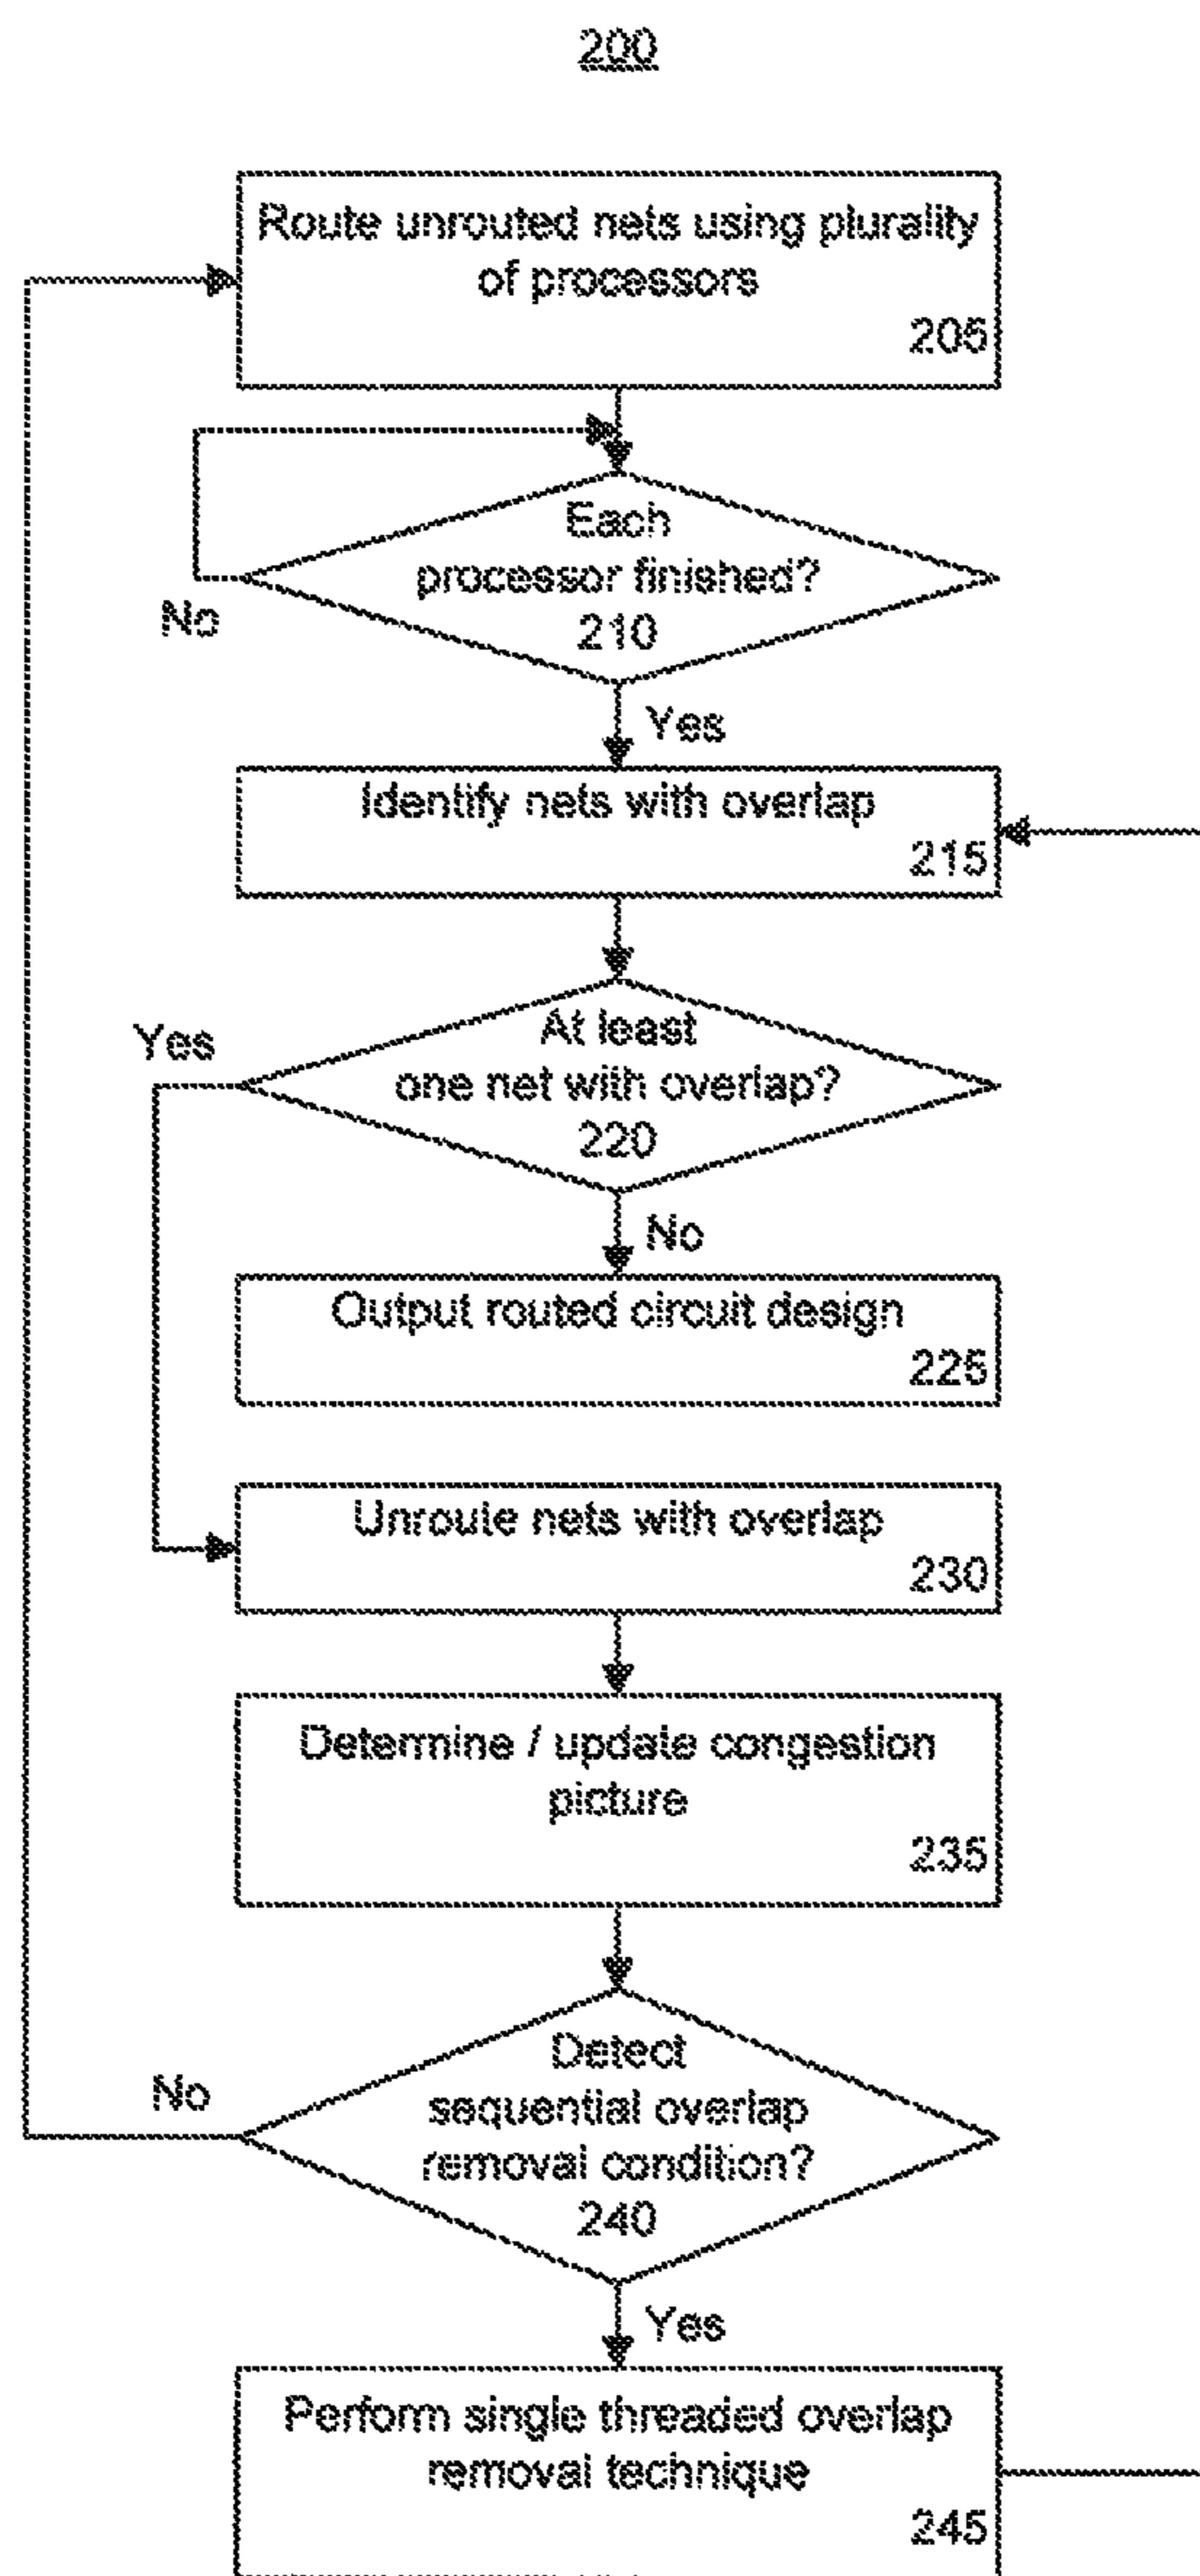 200
Route unrouted nets using plurality
of processors
205
Each
processor finished?
210
No
Yes
Identify nets with overlap
215
Yes
At least
one net with overlap?
220
No
Output routed circuit design
225
Unroute nets with overlap
230
Determine / update congestion
picture
235
No
Detect
sequential overlap
removal condition?
240
Yes
Perform single threaded overlap
removal technique
245